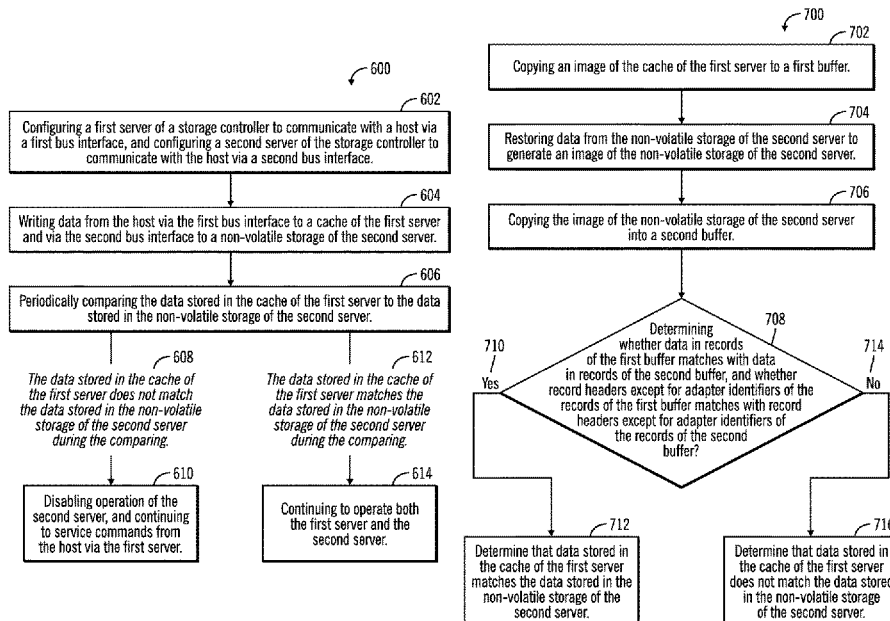 600
602
Configuring a first server of a storage controller to communicate with a host via
a first bus interface, and configuring a second server of the storage controller to
communicate with the host via a second bus interface.
604
Writing data from the host via the first bus interface to a cache of the first server
and via the second bus interface to a non-volatile storage of the second server.
606
Periodically comparing the data stored in the cache of the first server to the data
stored in the non-volatile storage of the second server.
608
The data stored in the cache of
the first server does not match
the data stored in the non-volatile
storage of the second server
during the comparing.
612
The data stored in the cache of
the first server matches the
data stored in the non-volatile
storage of the second server
during the comparing.
610
Disabling operation of the
second server, and continuing
to service commands from
the host via the first server.
614
Continuing to operate both
the first server and the
second server.
700
702
Copying an image of the cache of the first server to a first buffer.
704
Restoring data from the non-volatile storage of the second server to
generate an image of the non-volatile storage of the second server.
706
Copying the image of the non-volatile storage of the second server
into a second buffer.
708
Determining
whether data in records
of the first buffer matches with data
in records of the second buffer, and whether
record headers except for adapter identifiers of the
records of the first buffer matches with record
headers except for adapter identifiers of
the records of the second
buffer?
710
Yes
714
No
712
Determine that data stored in
the cache of the first server
matches the data stored in the
non-volatile storage of the
second server.
716
Determine that data stored in
the cache of the first server
does not match the data stored
in the non-volatile storage
of the second server.